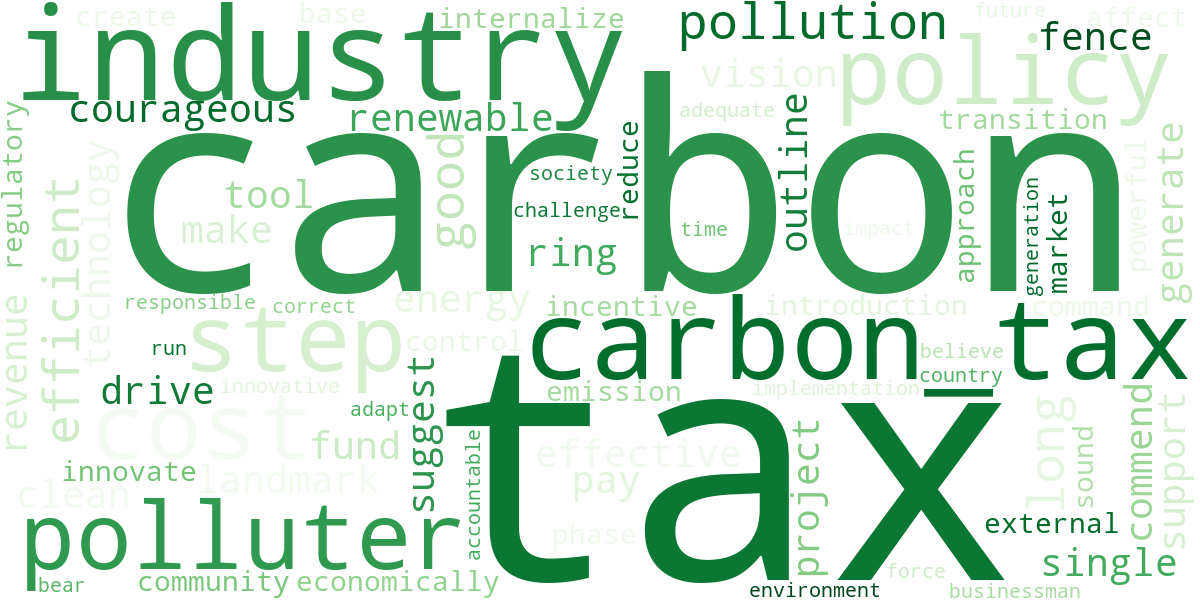 create
base
internalize
pollution
future
affect
industry
fence
vision
policy
courageous
renewable
adequate
transition
carbon
regulatory
technology
good
society
reduce
outline
approach
generation
market
powerful
generate
efficient
tool
make
challenge
time
impact
ring
responsible
correct
energy
incentive
introduction
command
revenue
step
control
carbon_tax
run
believe
country
drive
innovative
adapt
emission
implementation
cost
suggest
tax
fund
effective
project
long
sound
commend
support
innovate
landmark
accountable
pay
clean
polluter
phase
external
single
bear
community
economically
force
environment
businessman